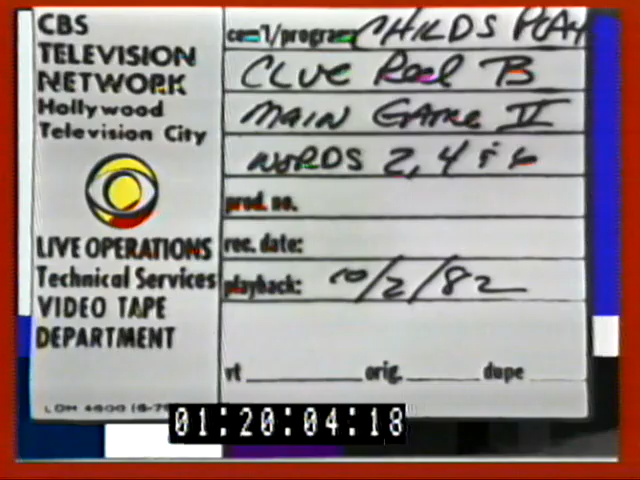 CBS
TELEVISION
NETWORK
Hollywood
Television City
LIVE OPERATIONS
Technical Services
VIDEO TAPE
DEPARTMENT
coml/program CHILDS PLAY
CLUE Reel B
MAIN GAME II
WORDS 2, 4 & 6
prod. no.
rec. date:
playback: 10/2/82
rt orig. dupe
01:20:04:18